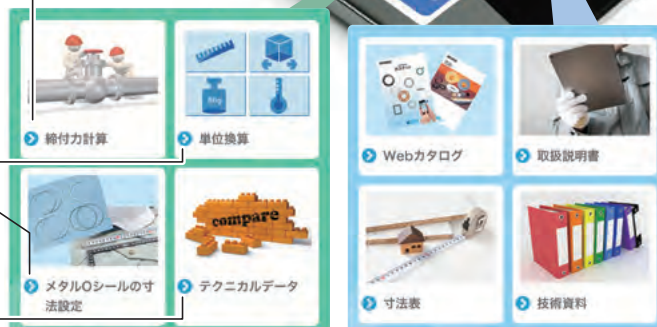 締付力計算
単位換算
8kg
メタルOシールの寸
法設定
compare
テクニカルデータ
Webカタログ
取扱説明書
寸法表
技術資料